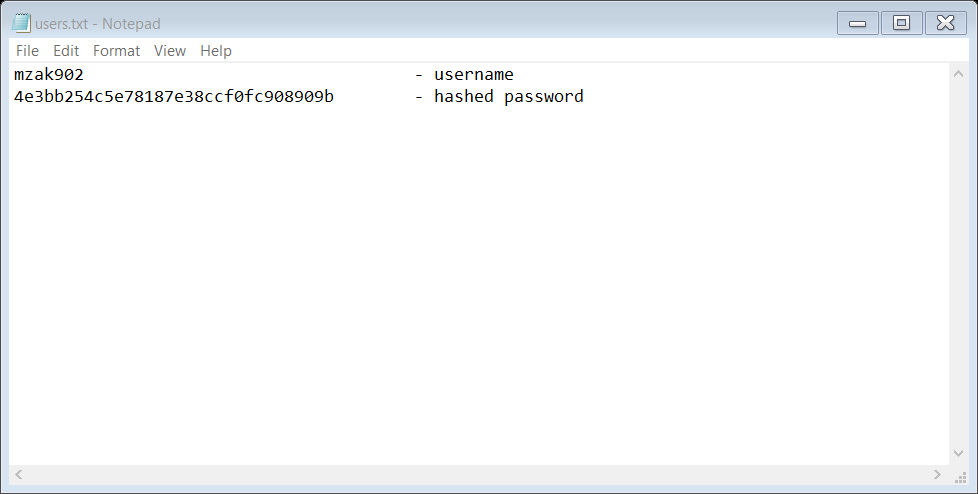 users.txt - Notepad
File Edit Format View Help
mzak902 - username
4e3bb254c5e78187e38ccf0fc908909b - hashed password